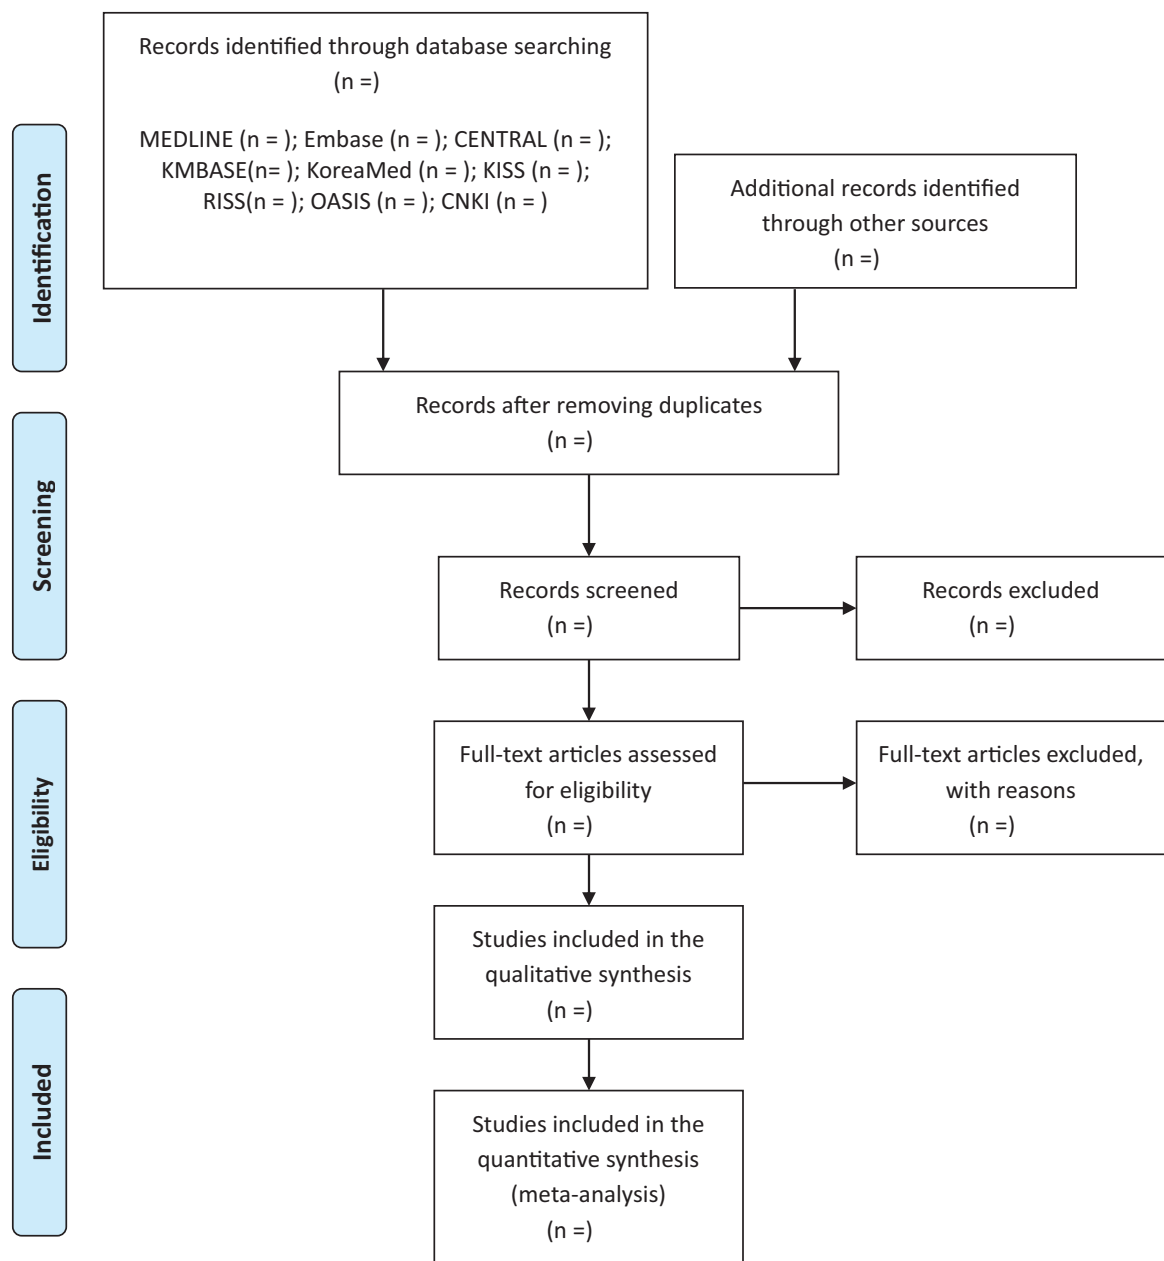 Records identified through database searching
(n =)
MEDLINE (n = ); Embase (n = ); CENTRAL (n = );
KMBASE(n= ); KoreaMed (n = ); KISS (n = );
RISS(n = ); OASIS (n = ); CNKI (n = )
Additional records identified
through other sources
(n =)
Identification
Records after removing duplicates
(n =)
Screening
Records screened
(n =)
Records excluded
(n =)
Eligibility
Full-text articles assessed
for eligibility
(n =)
Full-text articles excluded,
with reasons
(n =)
Studies included in the
qualitative synthesis
(n =)
Included
Studies included in the
quantitative synthesis
(meta-analysis)
(n =)